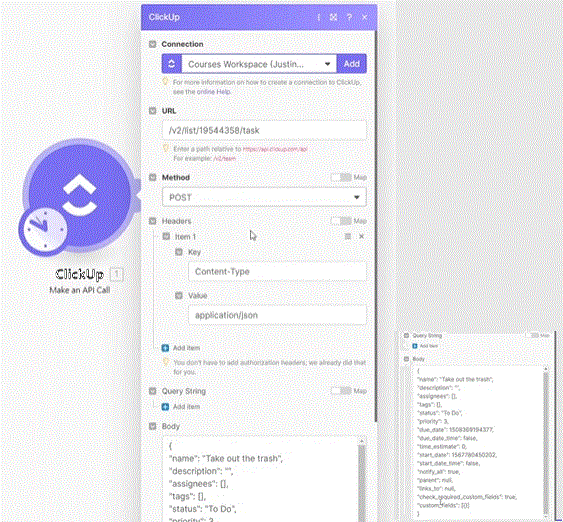 ClickUp
Connection
Courses Workspace (Justin...
Add
For more information on how to create a connection to ClickUp,
see the online Help.
URL
/v2/list/19544358/task
Enter a path relative to https://api.clickup.com/api
For example: /v2/team
Method
Map
POST
Headers
Map
Item 1
Key
Content-Type
Value
application/json
Add item
You don't have to add authorization headers; we already did that
for you.
Query String
Map
Add item
Body
{
"name": "Take out the trash",
"description": "",
"assignees": [],
"tags": [],
"status": "To Do",
"priority": 3,
ClickUp 1
Make an API Call
Query String
Map
Add item
Body
{
"name": "Take out the trash",
"description": "",
"assignees": [],
"tags": [],
"status": "To Do",
"priority": 3,
"due_date": 1508369194377,
"due_date_time": false,
"time_estimate": 0,
"start_date": 1567780450202,
"start_date_time": false,
"notify_all": true,
"parent": null,
"links_to": null,
"check_required_custom_fields": true,
"custom_fields": [{}]
}